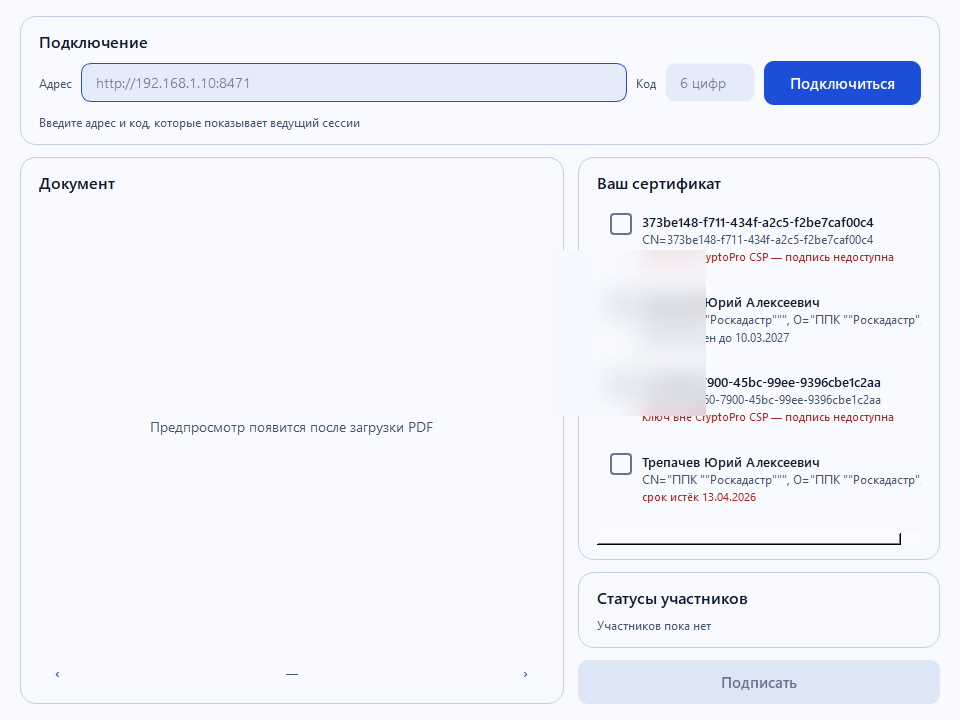 Подключение
Адрес http://192.168.1.10:8471 Код 6 цифр Подключиться
Введите адрес и код, которые показывает ведущий сессии
Документ
Предпросмотр появится после загрузки PDF
‹ — ›
Ваш сертификат
373be148-f711-434f-a2c5-f2be7caf00c4
CN=373be148-f711-434f-a2c5-f2be7caf00c4
CSP — подпись недоступна
Юрий Алексеевич
"Роскадастр""", O="ППК ""Роскадастр".
до 10.03.2027
7900-45bc-99ee-9396cbe1c2aa
60-7900-45bc-99ee-9396cbe1c2aa
Ключ вне CryptoPro CSP — подпись недоступна
Трепачев Юрий Алексеевич
CN="ППК ""Роскадастр""", O="ППК ""Роскадастр".
срок истёк 13.04.2026
Статусы участников
Участников пока нет
Подписать